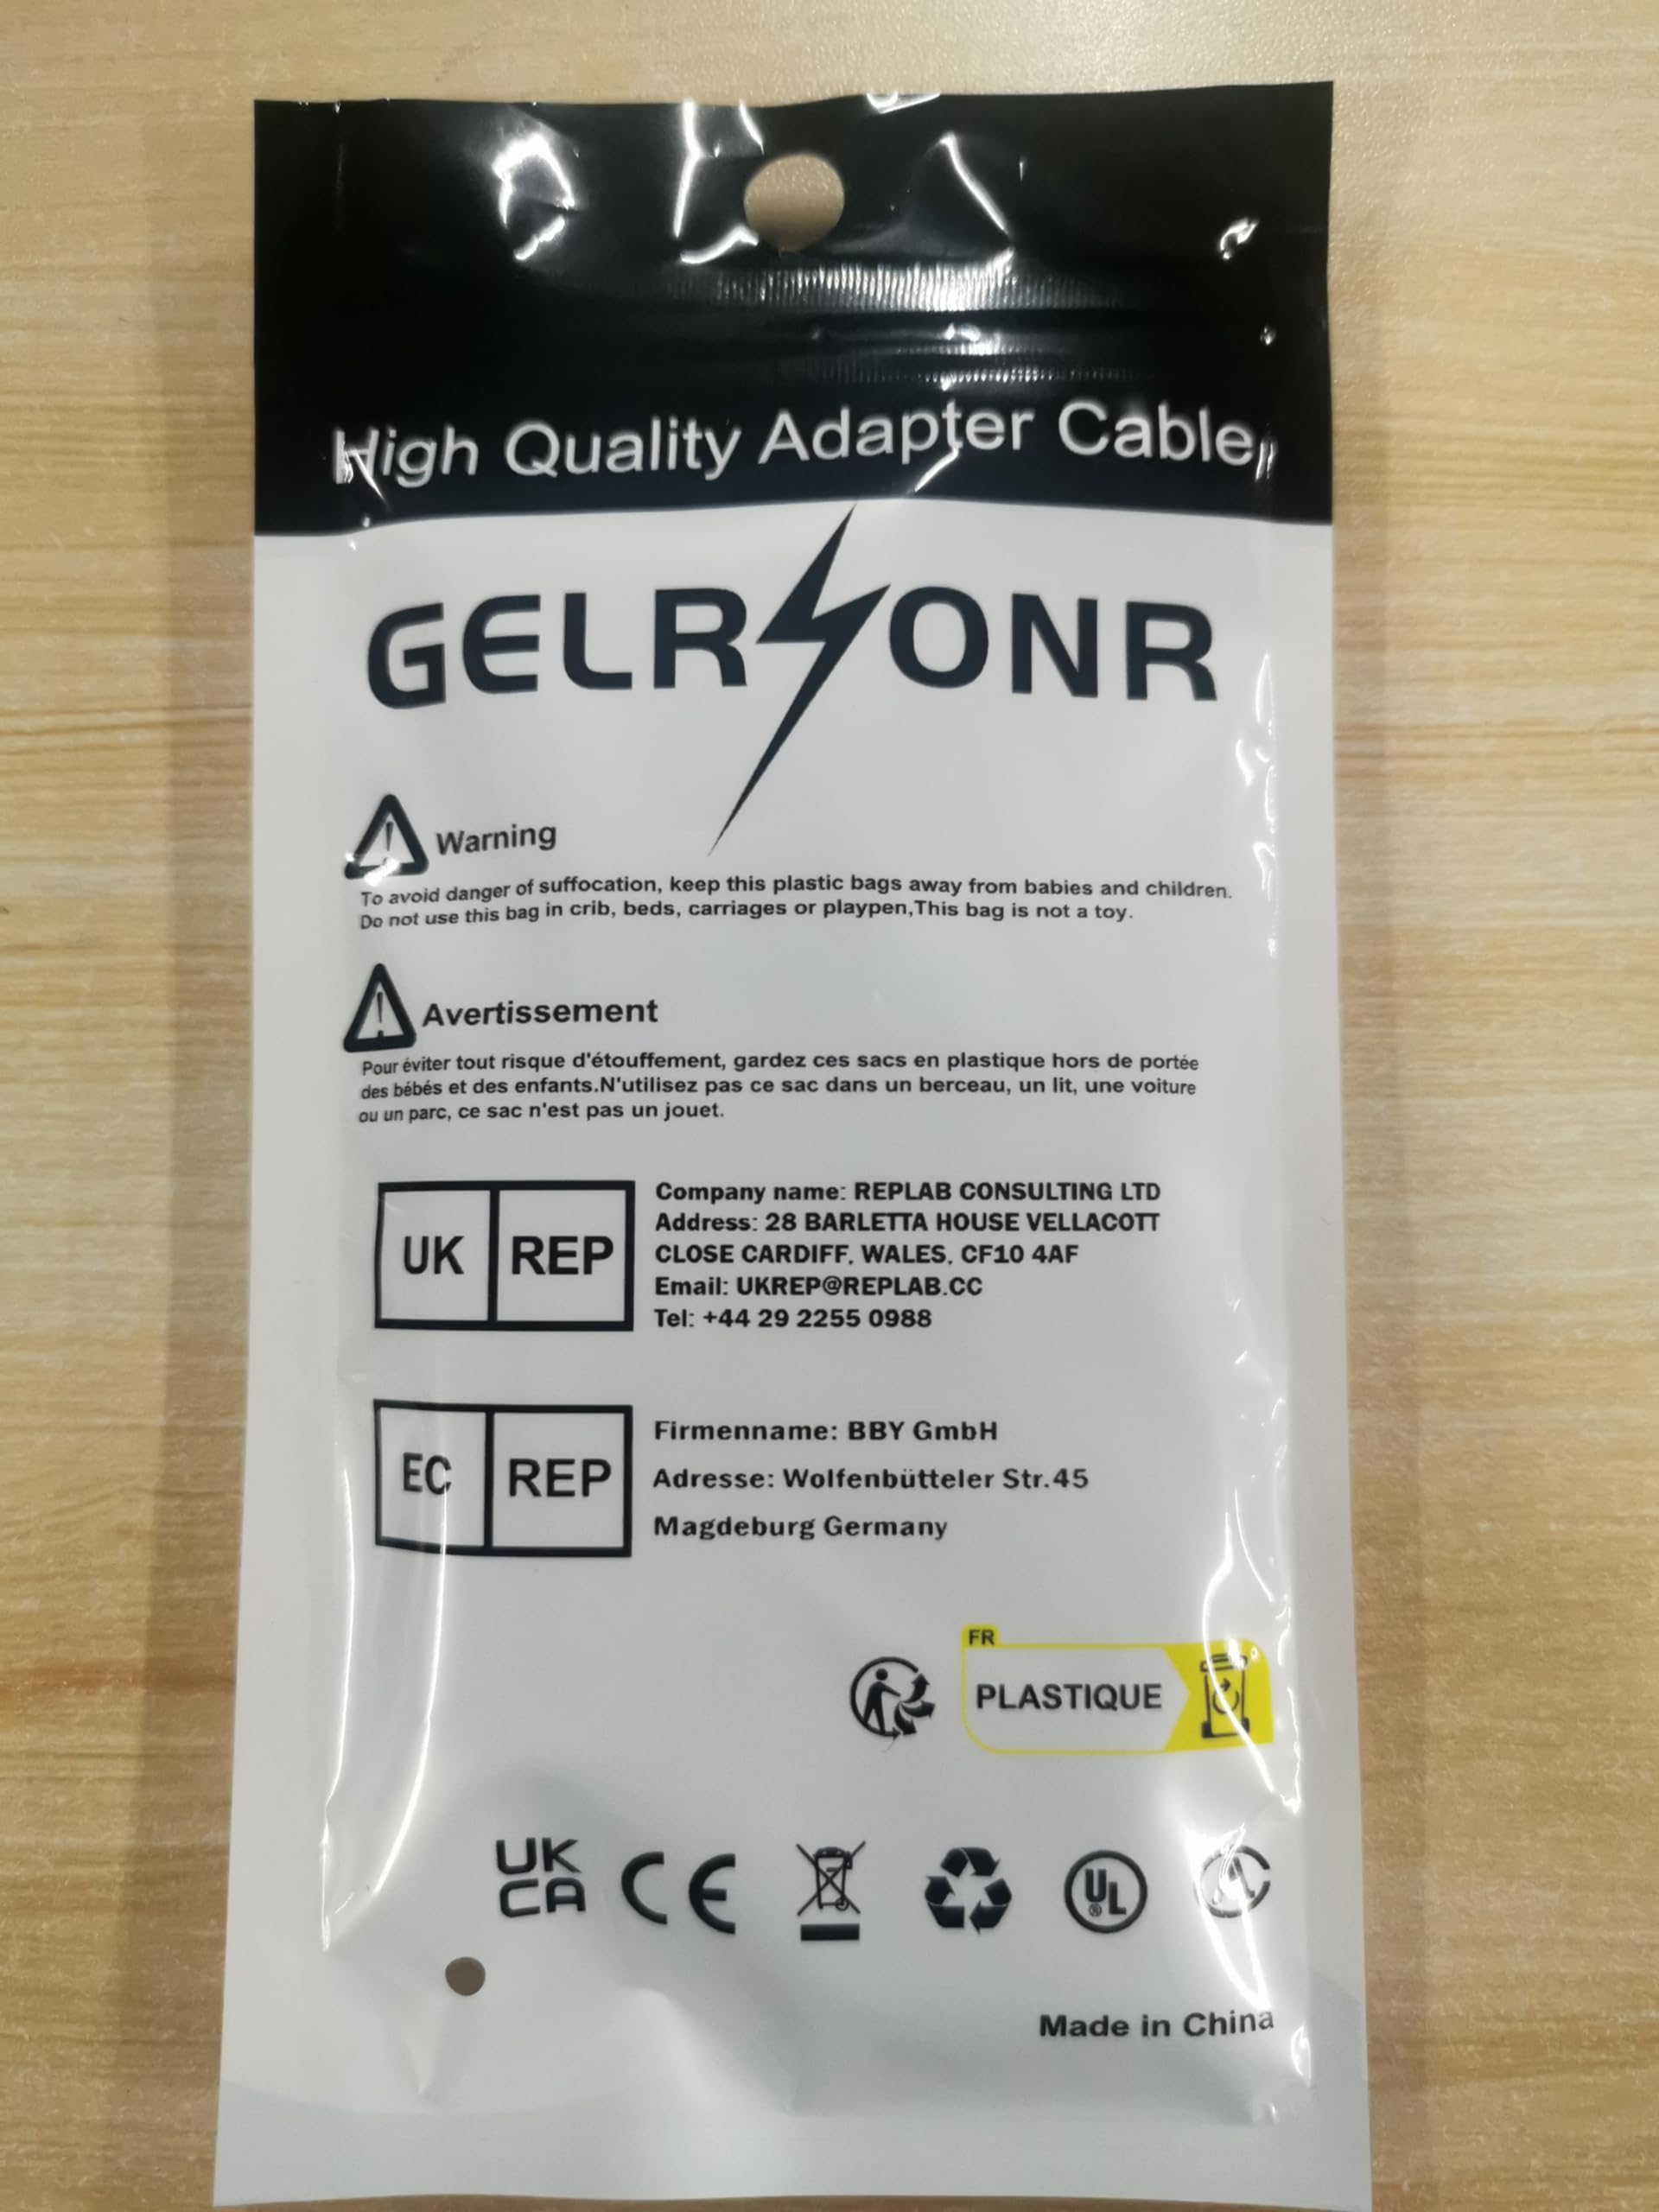 High Quality Adapter Cable
GELRSONR
Warning
To avoid danger of suffocation, keep this plastic bags away from babies and children.
Do not use this bag in crib, beds, carriages or playpen,This bag is not a toy.
Avertissement
Pour éviter tout risque d'étouffement, gardez ces sacs en plastique hors de portée
des bébés et des enfants.N'utilisez pas ce sac dans un berceau, un lit, une voiture
ou un parc, ce sac n'est pas un jouet.
UK REP
Company name: REPLAB CONSULTING LTD
Address: 28 BARLETTA HOUSE VELLACOTT
CLOSE CARDIFF, WALES, CF10 4AF
Email: UKREP@REPLAB.CC
Tel: +44 29 2255 0988
EC REP
Firmenname: BBY GmbH
Adresse: Wolfenbütteler Str.45
Magdeburg Germany
FR
PLASTIQUE
UK
CA CE UL ®
Made in China